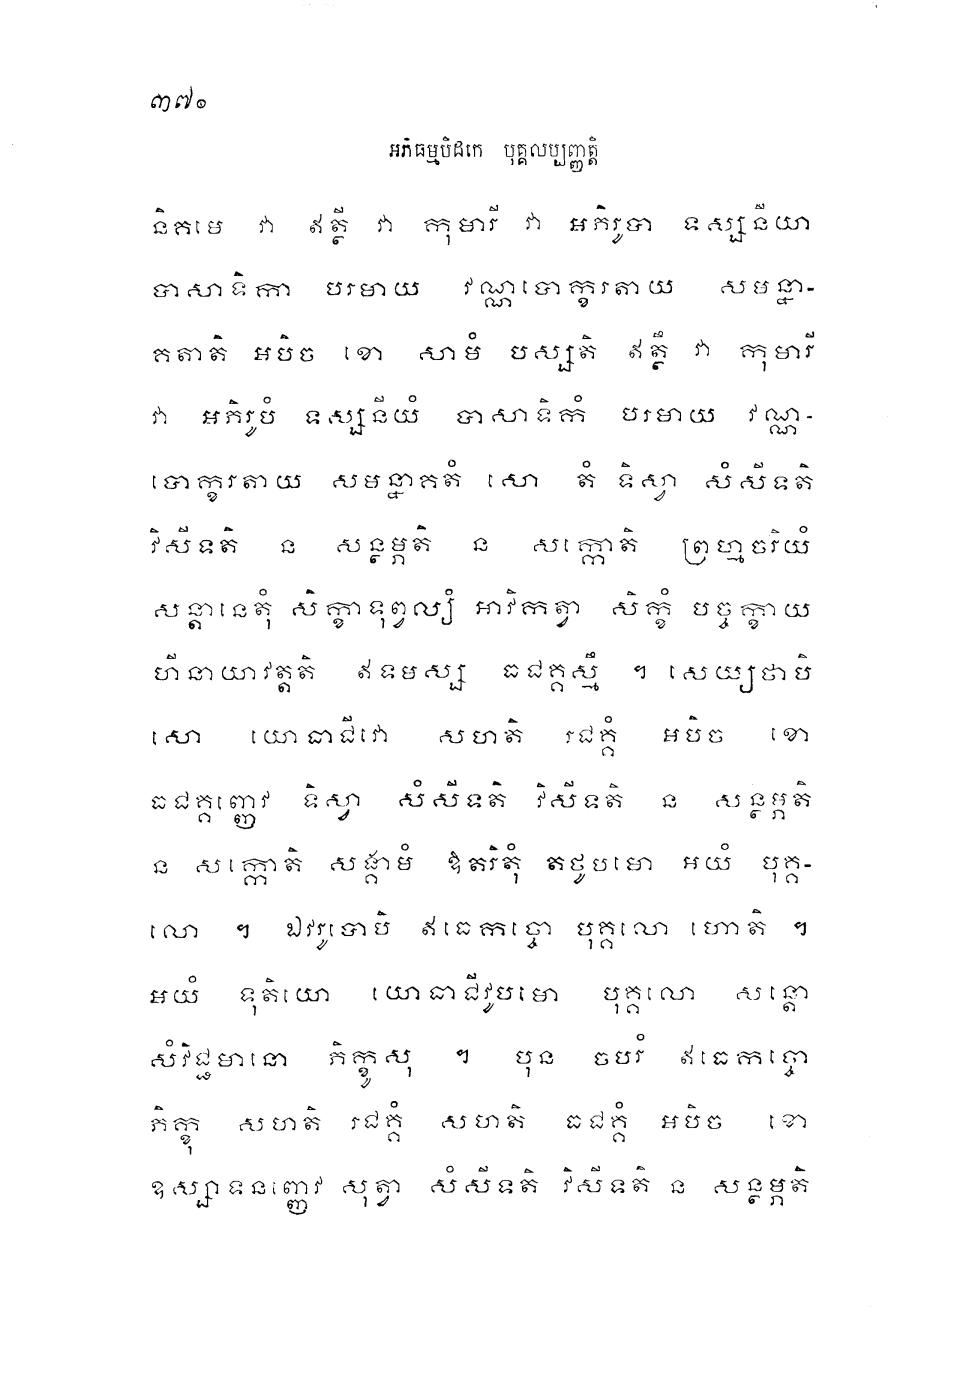 ៣៧០
អភិធម្មបិដកេ បុគ្គលប្បញ្ញត្តិ
និគមេ វា ឥត្ថី វា កុមារី វា អភិរូបា ទស្សនីយា
បាសាទិកា បរមាយ វណ្ណបោក្ខរតាយ សមន្នា-
គតាតិ អបិច ខោ សាមំ បស្សតិ ឥត្ថឹ វា កុមារី
វា អភិរូបំ ទស្សនីយំ បាសាទិកំ បរមាយ វណ្ណ-
បោក្ខរតាយ សមន្នាគតំ សោ តំ ទិស្វា សំសីទតិ
វិសីទតិ ន សន្ថម្ភតិ ន សក្កោតិ ព្រហ្មចរិយំ
សន្តានេតុំ សិក្ខាទុព្វល្យំ អាវិកត្វា សិក្ខំ បច្ចក្ខាយ
ហីនាយាវត្តតិ ឥទមស្ស ធជគ្គស្មឹ ។ សេយ្យថាបិ
សោ យោធាជីវោ សហតិ រជគ្គំ អបិច ខោ
ធជគ្គញ្ញេវ ទិស្វា សំសីទតិ វិសីទតិ ន សន្ថម្ភតិ
ន សក្កោតិ សង្គាមំ ឱតរិតុំ តថូបមោ អយំ បុគ្គ-
លោ ។ ឯវរូបោបិ ឥធេកច្ចោ បុគ្គលោ ហោតិ ។
អយំ ទុតិយោ យោធាជីវូបមោ បុគ្គលោ សន្តោ
សំវិជ្ជមានោ ភិក្ខូសុ ។ បុន ចបរំ ឥធេកច្ចោ
ភិក្ខុ សហតិ រជគ្គំ សហតិ ធជគ្គំ អបិច ខោ
ឧស្សាទនញ្ញេវ សុត្វា សំសីទតិ វិសីទតិ ន សន្ថម្ភតិ